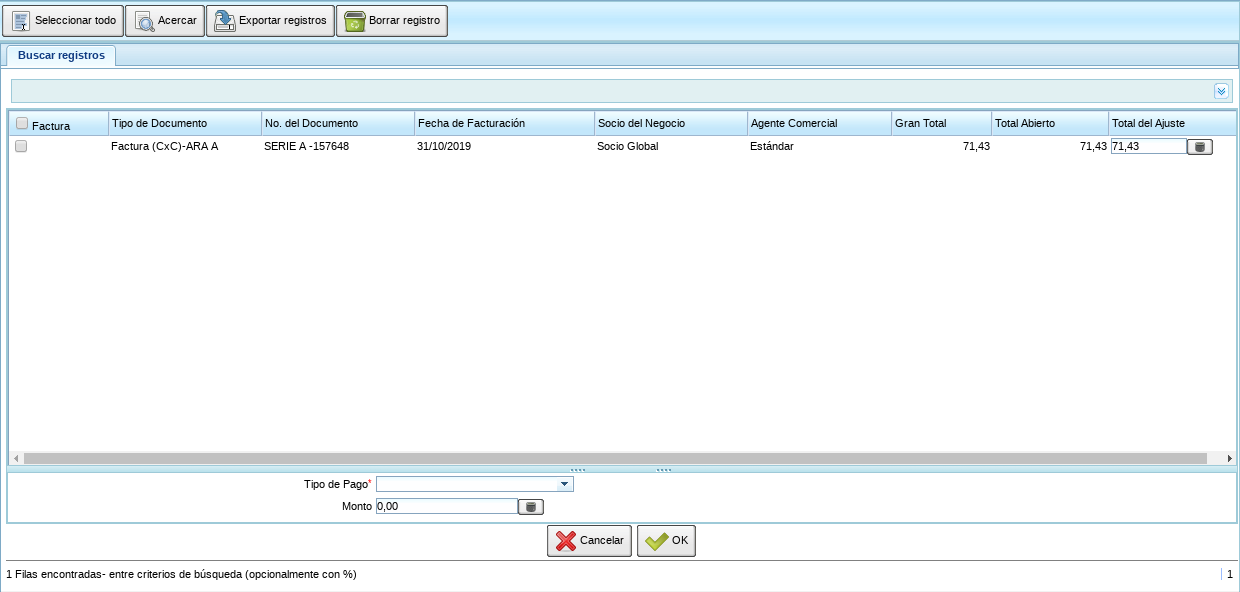 Seleccionar todo Acercar Exportar registros Borrar registro
Buscar registros
Factura Tipo de Documento No. del Documento Fecha de Facturación Socio del Negocio Agente Comercial Gran Total Total Abierto Total del Ajuste
Factura (CxC)-ARA A SERIE A -157648 31/10/2019 Socio Global Estándar 71,43 71,43 71,43
Tipo de Pago*
Monto 0,00
Cancelar OK
1 Filas encontradas- entre criterios de búsqueda (opcionalmente con %) 1